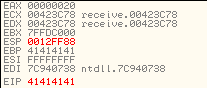 EAX 00000020
ECX 00423C78 receive.00423C78
EDX 00423C78 receive.00423C78
EBX 7FFDC000
ESP 0012FF88
EBP 41414141
ESI FFFFFFFF
EDI 7C940738 ntdll.7C940738
EIP 41414141